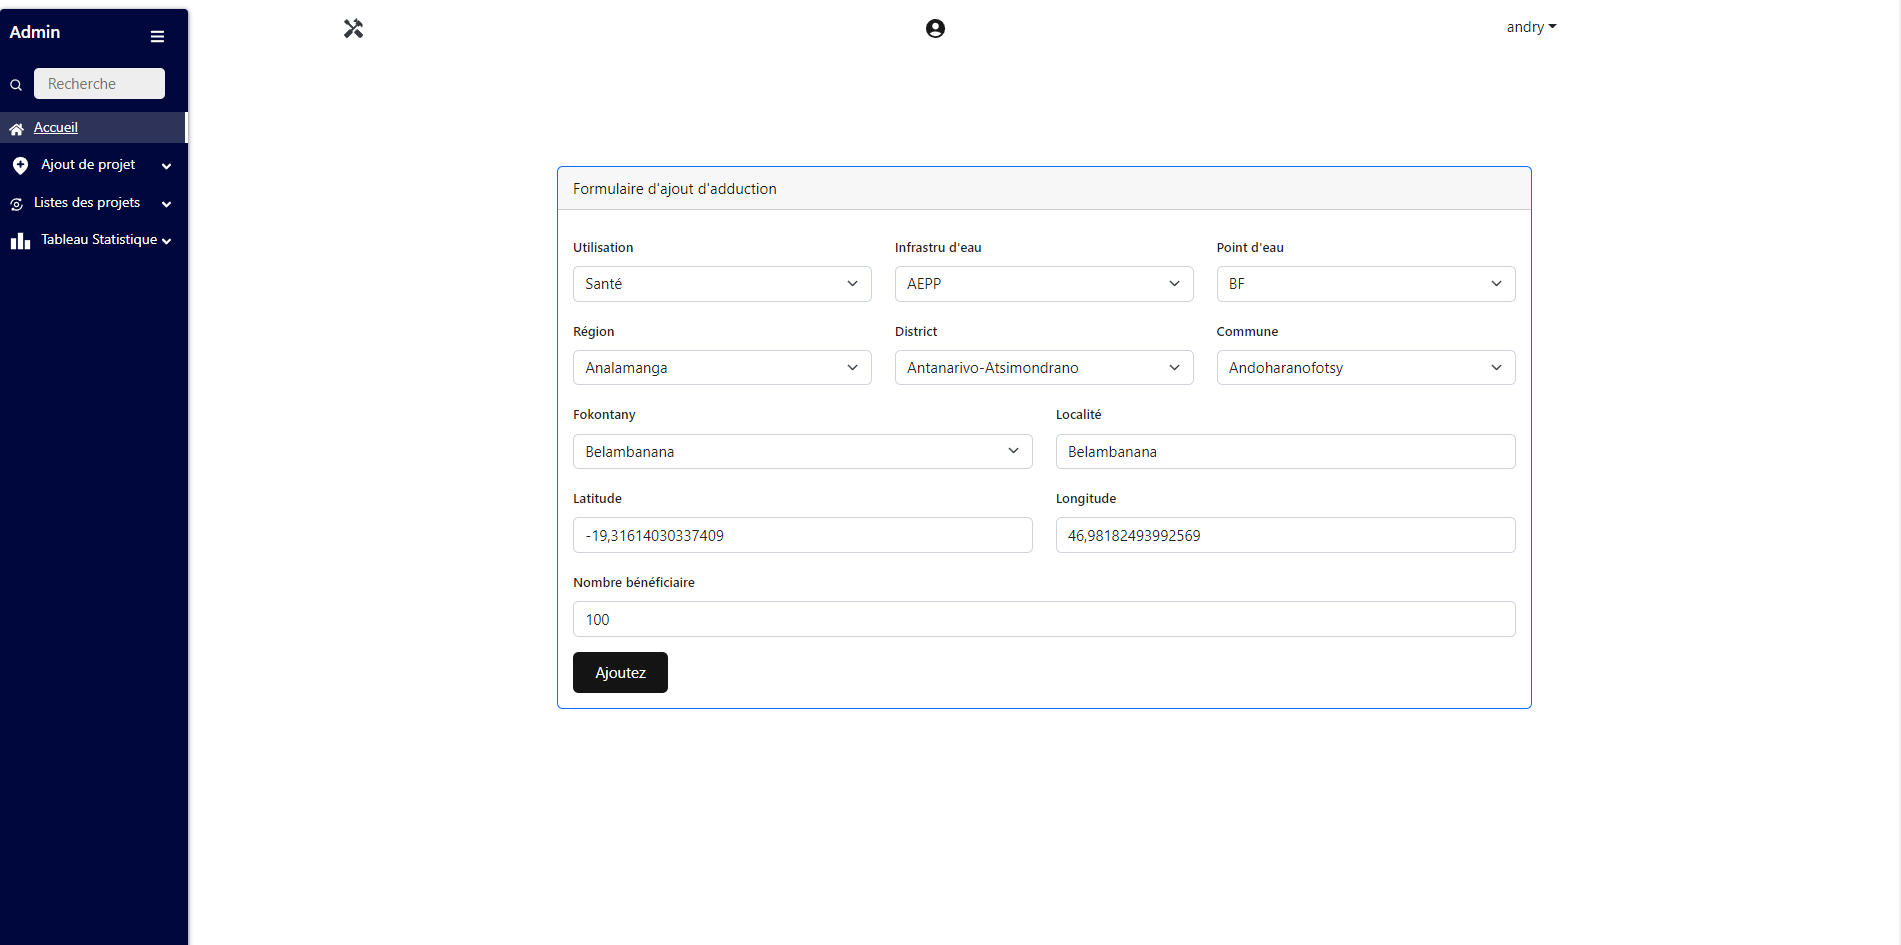 Admin
andry
Recherche
Accueil
Ajout de projet
Listes des projets
Tableau Statistique
Formulaire d'ajout d'adduction
Utilisation
Infrastru d'eau
Point d'eau
Santé
AEPP
BF
Région
District
Commune
Analamanga
Antanarivo-Atsimondrano
Andoharanofotsy
Fokontany
Localité
Belambanana
Belambanana
Latitude
Longitude
-19,31614030337409
46,98182493992569
Nombre bénéficiaire
100
Ajoutez